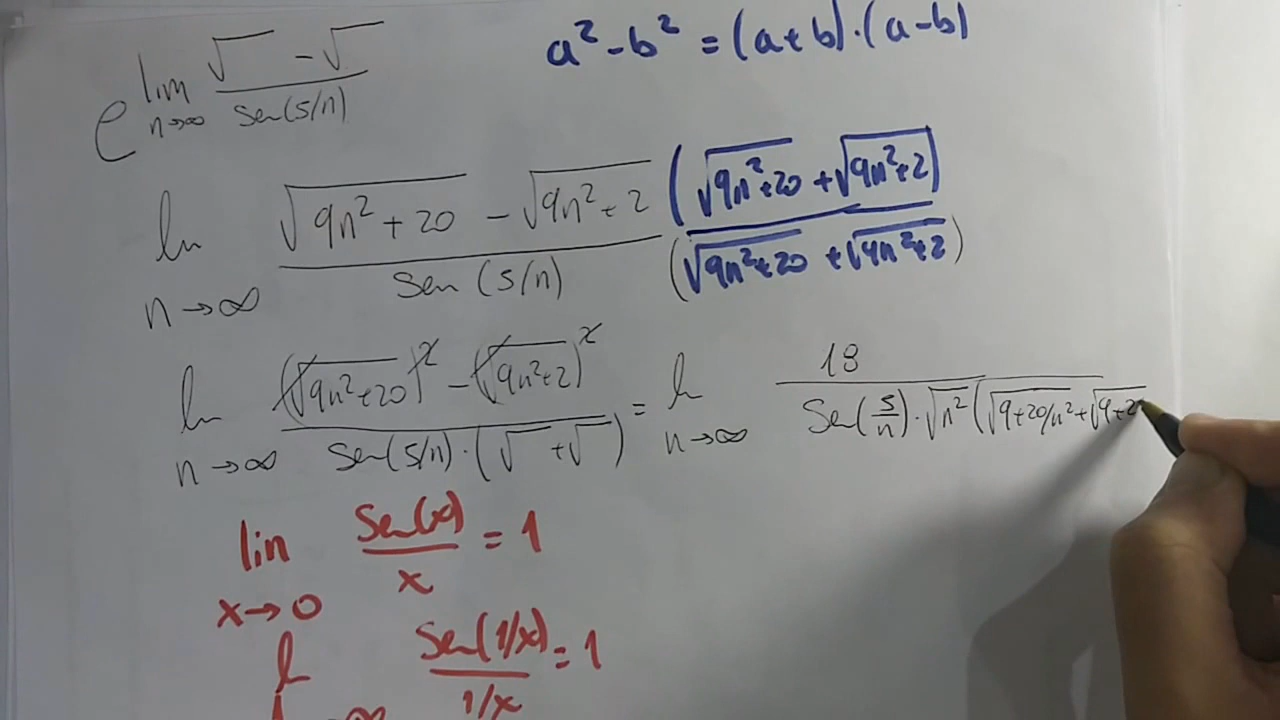 e^(lim n→∞ (√ - √)/(sen(5/n)))
a² - b² = (a+b)·(a-b)
lim n→∞ (√(9n²+20) - √(9n²+2))/(Sen (5/n)) (√(9n²+20) + √(9n²+2))/(√(9n²+20) + √(9n²+2))
lim n→∞ ((√(9n²+20))² - (√(9n²+2))²)/(Sen(5/n)·(√ + √)) = lim n→∞ 18/(Sen(5/n)·√n² (√(9+20/n²) + √(9+2
lim x→0 Sen(x)/x = 1
l Sen(1/x)/(1/x) = 1
∞